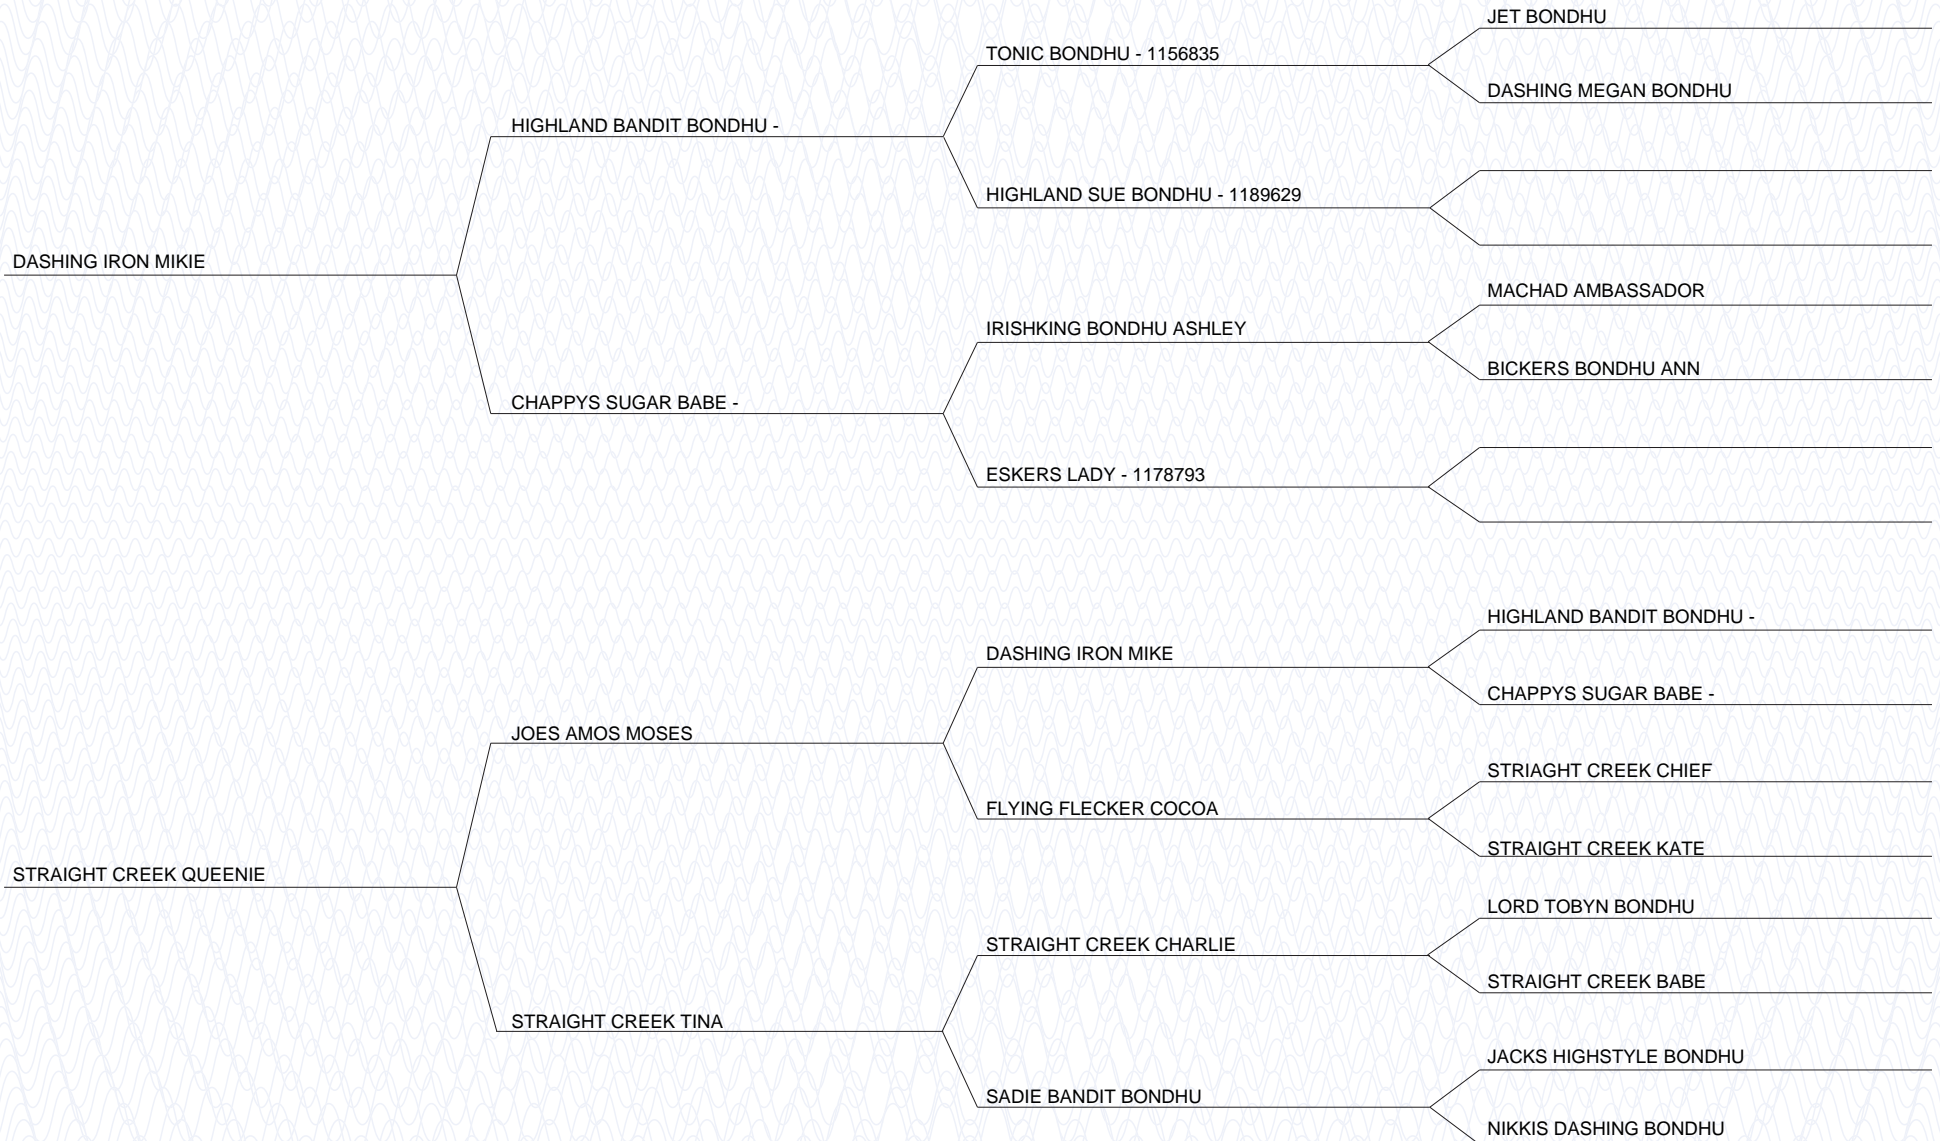 JET BONDHU
TONIC BONDHU - 1156835
DASHING MEGAN BONDHU
HIGHLAND BANDIT BONDHU -
HIGHLAND SUE BONDHU - 1189629
DASHING IRON MIKIE
MACHAD AMBASSADOR
IRISHKING BONDHU ASHLEY
BICKERS BONDHU ANN
CHAPPYS SUGAR BABE -
ESKERS LADY - 1178793
HIGHLAND BANDIT BONDHU -
DASHING IRON MIKE
CHAPPYS SUGAR BABE -
JOES AMOS MOSES
STRIAGHT CREEK CHIEF
FLYING FLECKER COCOA
STRAIGHT CREEK KATE
STRAIGHT CREEK QUEENIE
LORD TOBYN BONDHU
STRAIGHT CREEK CHARLIE
STRAIGHT CREEK BABE
STRAIGHT CREEK TINA
JACKS HIGHSTYLE BONDHU
SADIE BANDIT BONDHU
NIKKIS DASHING BONDHU